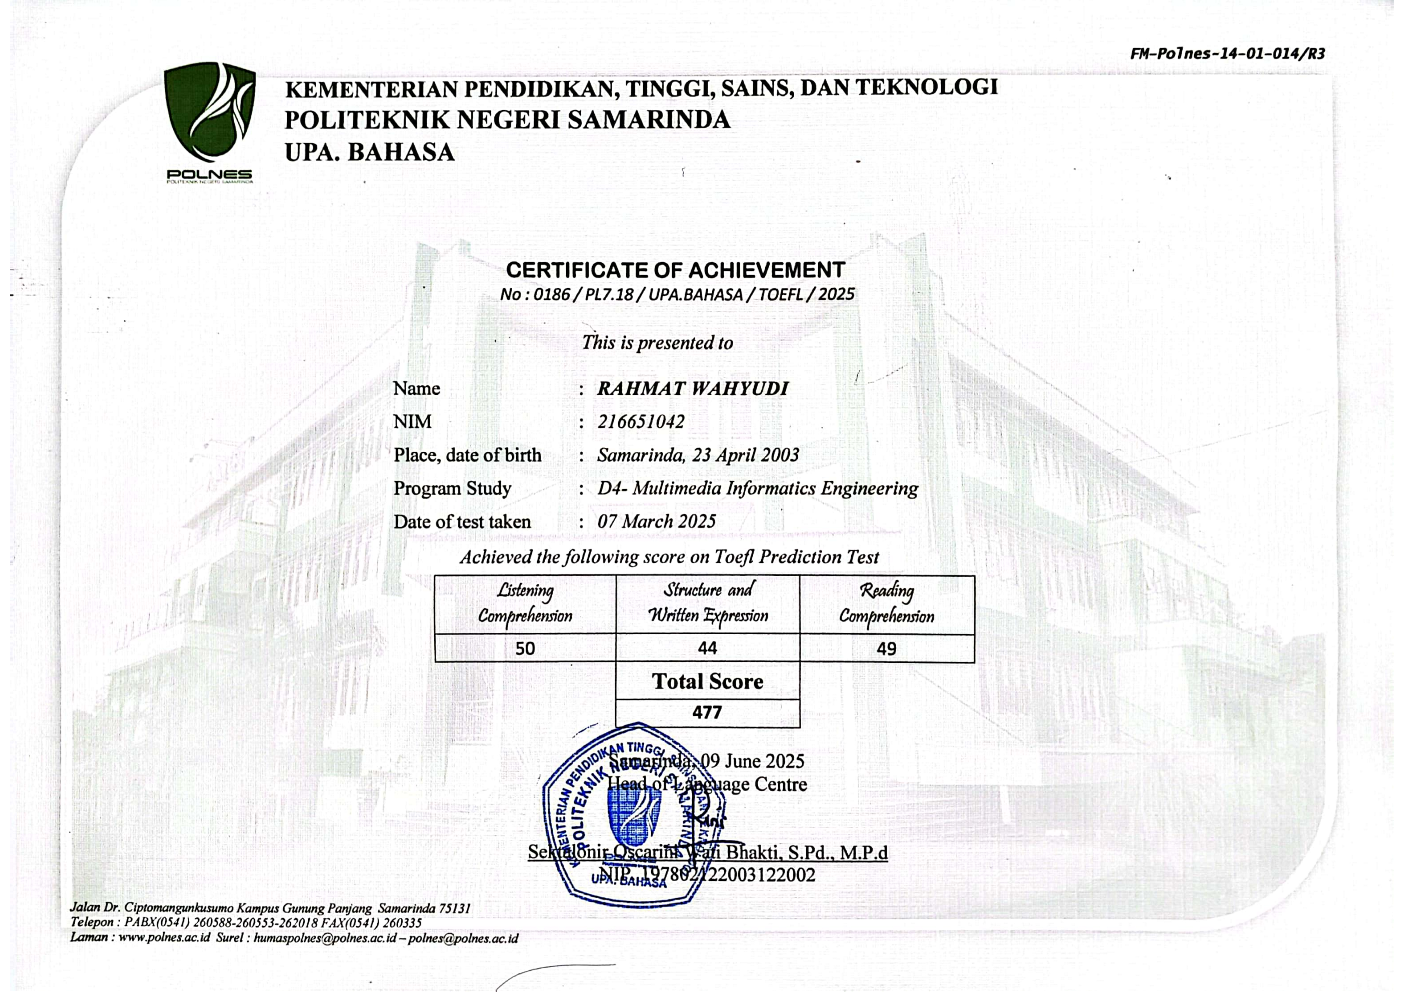 FM-Polnes-14-01-014/R3
KEMENTERIAN PENDIDIKAN, TINGGI, SAINS, DAN TEKNOLOGI
POLITEKNIK NEGERI SAMARINDA
UPA. BAHASA
POLNES
POLITEKNIK NEGERI SAMARINDA
CERTIFICATE OF ACHIEVEMENT
No : 0186 / PL7.18 / UPA.BAHASA / TOEFL / 2025
This is presented to
Name : RAHMAT WAHYUDI
NIM : 216651042
Place, date of birth : Samarinda, 23 April 2003
Program Study : D4- Multimedia Informatics Engineering
Date of test taken : 07 March 2025
Achieved the following score on Toefl Prediction Test
Listening Comprehension Structure and Written Expression Reading Comprehension
50 44 49
Total Score
477
Samarinda, 09 June 2025
Head of Language Centre
KEMENTERIAN PENDIDIKAN TINGGI, SAINS
POLITEKNIK NEGERI SAMARINDA
UPA. BAHASA
Oscarini Wati Bhakti, S.Pd., M.P.d
NIP. 197802122003122002
Jalan Dr. Ciptomangunkusumo Kampus Gunung Panjang Samarinda 75131
Telepon : PABX(0541) 260588-260553-262018 FAX(0541) 260335
Laman : www.polnes.ac.id Surel : humaspolnes@polnes.ac.id – polnes@polnes.ac.id